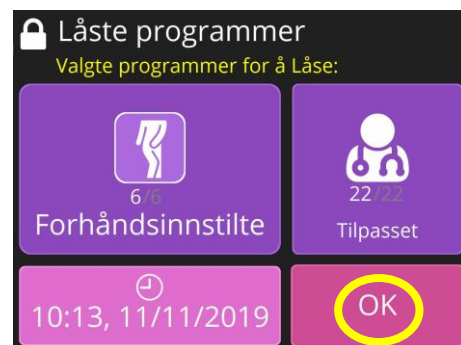 Låste programmer
Valgte programmer for å Låse:
6/6
Forhåndsinnstilte
22/22
Tilpasset
10:13, 11/11/2019
OK